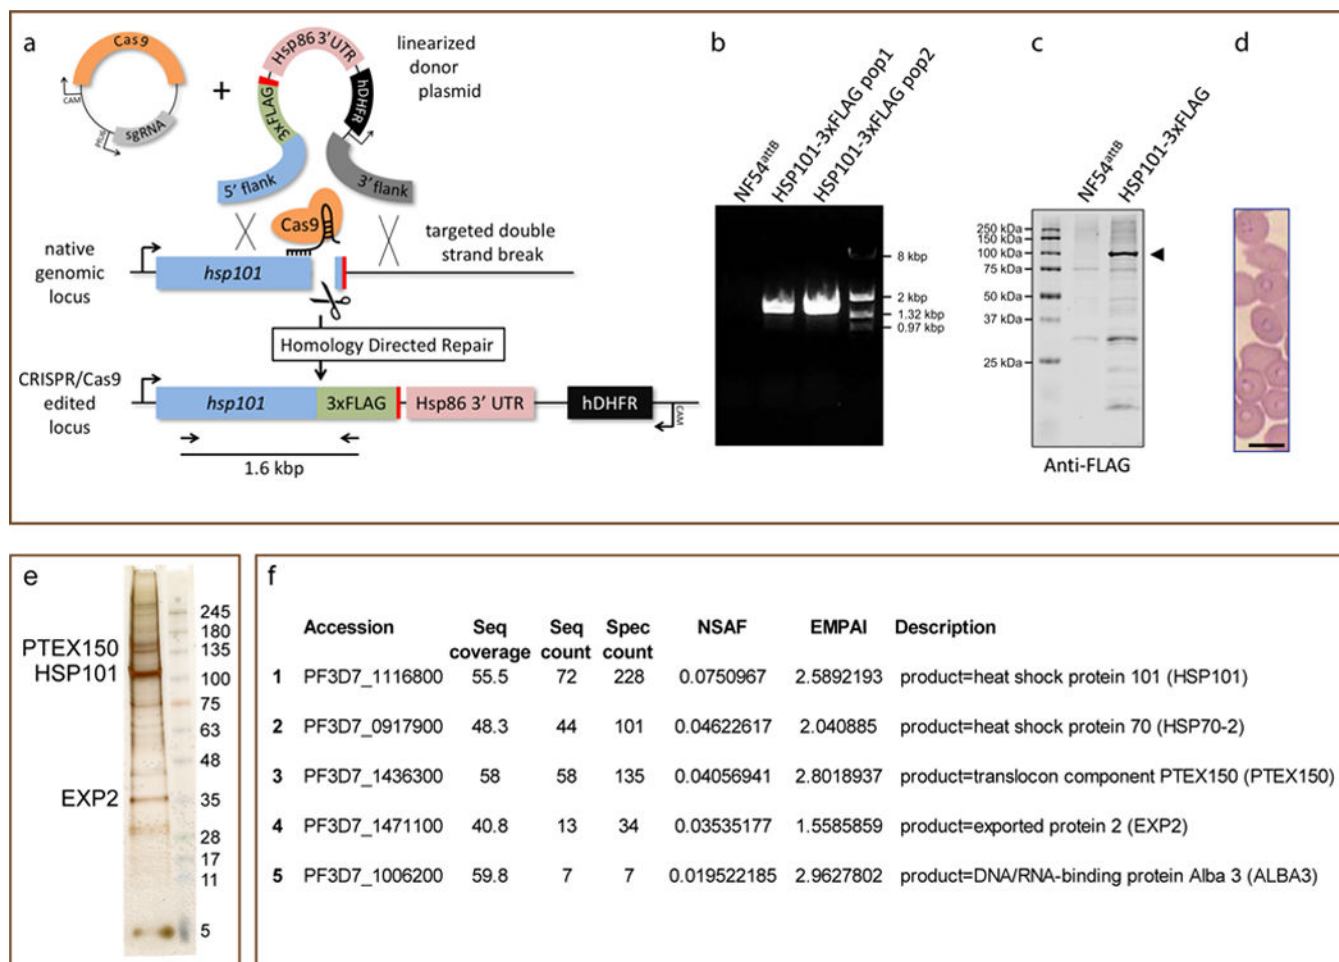 a
Cas9
CAM
sgRNA
+
Hsp86 3'UTR
3xFLAG
hDHFR
5' flank
3' flank
linearized
donor
plasmid
Cas9
targeted double
strand break
native
genomic
locus
hsp101
Homology Directed Repair
CRISPR/Cas9
edited
locus
hsp101
3xFLAG
Hsp86 3' UTR
hDHFR
CAM
1.6 kbp
b
NF54attB
HSP101-3xFLAG pop1
HSP101-3xFLAG pop2
8 kbp
2 kbp
1.32 kbp
0.97 kbp
c
NF54attB
HSP101-3xFLAG
250 kDa
150 kDa
100 kDa
75 kDa
50 kDa
37 kDa
25 kDa
Anti-FLAG
d
e
PTEX150
HSP101
EXP2
245
180
135
100
75
63
48
35
28
17
11
5
f
Accession Seq coverage Seq count Spec count NSAF EMPAI Description
1 PF3D7_1116800 55.5 72 228 0.0750967 2.5892193 product=heat shock protein 101 (HSP101)
2 PF3D7_0917900 48.3 44 101 0.04622617 2.040885 product=heat shock protein 70 (HSP70-2)
3 PF3D7_1436300 58 58 135 0.04056941 2.8018937 product=translocon component PTEX150 (PTEX150)
4 PF3D7_1471100 40.8 13 34 0.03535177 1.5585859 product=exported protein 2 (EXP2)
5 PF3D7_1006200 59.8 7 7 0.019522185 2.9627802 product=DNA/RNA-binding protein Alba 3 (ALBA3)